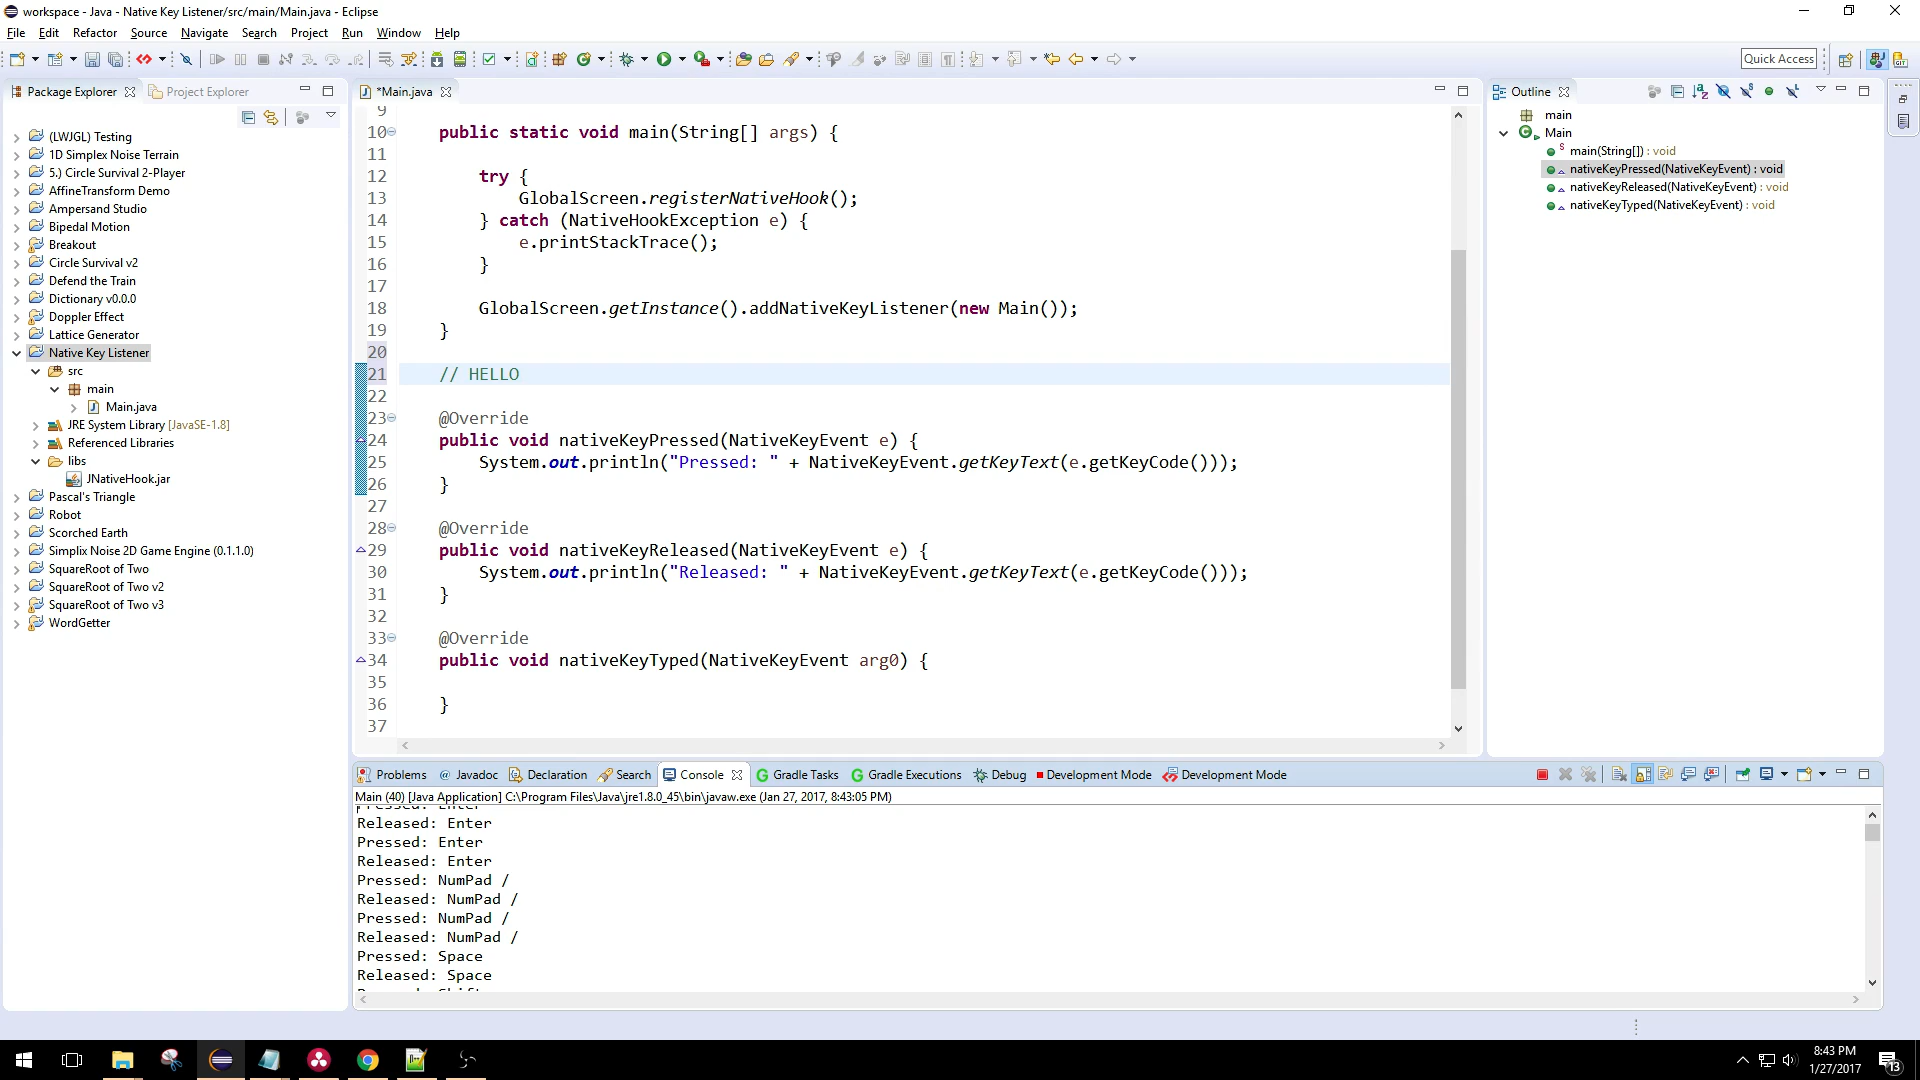 workspace - Java - Native Key Listener/src/main/Main.java - Eclipse
File Edit Refactor Source Navigate Search Project Run Window Help
Quick Access
Package Explorer Project Explorer
(LWJGL) Testing
1D Simplex Noise Terrain
5.) Circle Survival 2-Player
AffineTransform Demo
Ampersand Studio
Bipedal Motion
Breakout
Circle Survival v2
Defend the Train
Dictionary v0.0.0
Doppler Effect
Lattice Generator
Native Key Listener
src
main
Main.java
JRE System Library [JavaSE-1.8]
Referenced Libraries
libs
JNativeHook.jar
Pascal's Triangle
Robot
Scorched Earth
Simplix Noise 2D Game Engine (0.1.1.0)
SquareRoot of Two
SquareRoot of Two v2
SquareRoot of Two v3
WordGetter
*Main.java
9
10 public static void main(String[] args) {
11
12 try {
13 GlobalScreen.registerNativeHook();
14 } catch (NativeHookException e) {
15 e.printStackTrace();
16 }
17
18 GlobalScreen.getInstance().addNativeKeyListener(new Main());
19 }
20
21 // HELLO
22
23 @Override
24 public void nativeKeyPressed(NativeKeyEvent e) {
25 System.out.println("Pressed: " + NativeKeyEvent.getKeyText(e.getKeyCode()));
26 }
27
28 @Override
29 public void nativeKeyReleased(NativeKeyEvent e) {
30 System.out.println("Released: " + NativeKeyEvent.getKeyText(e.getKeyCode()));
31 }
32
33 @Override
34 public void nativeKeyTyped(NativeKeyEvent arg0) {
35
36 }
37
Outline
main
Main
main(String[]) : void
nativeKeyPressed(NativeKeyEvent) : void
nativeKeyReleased(NativeKeyEvent) : void
nativeKeyTyped(NativeKeyEvent) : void
Problems @ Javadoc Declaration Search Console Gradle Tasks Gradle Executions Debug Development Mode Development Mode
Main (40) [Java Application] C:\Program Files\Java\jre1.8.0_45\bin\javaw.exe (Jan 27, 2017, 8:43:05 PM)
Pressed: Enter
Released: Enter
Pressed: Enter
Released: Enter
Pressed: NumPad /
Released: NumPad /
Pressed: NumPad /
Released: NumPad /
Pressed: Space
Released: Space
8:43 PM
1/27/2017
13